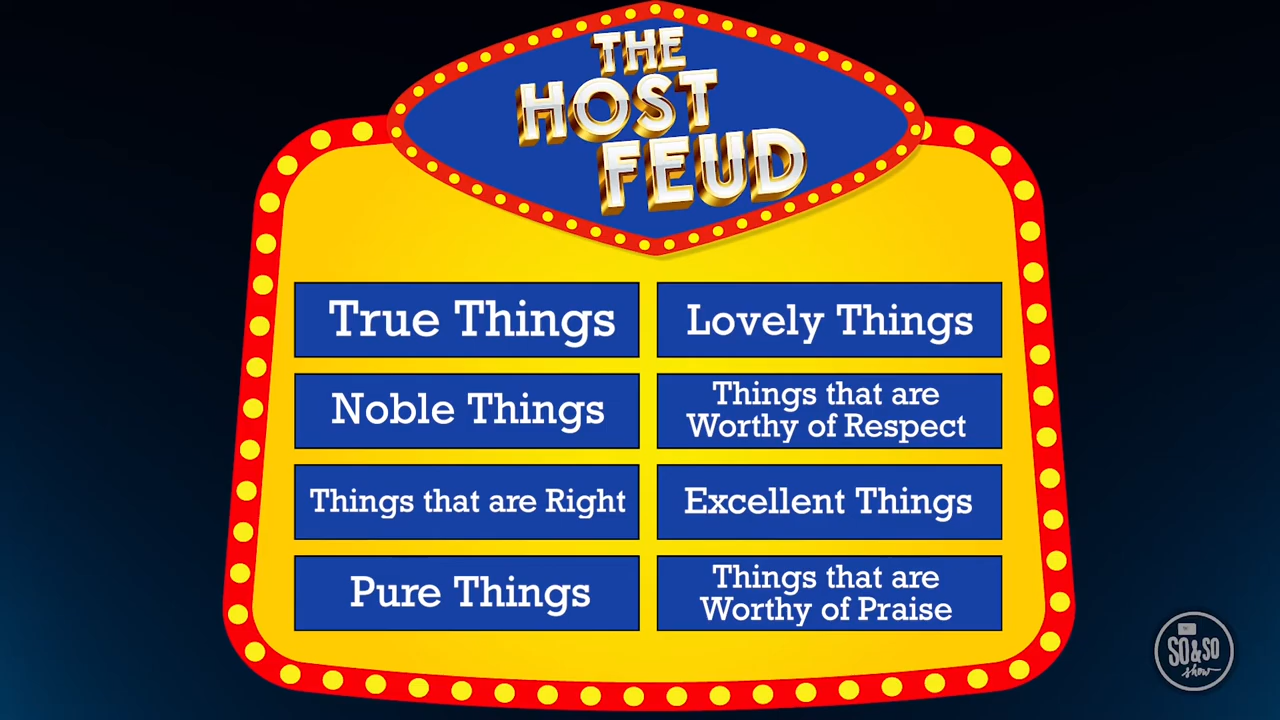 THE
HOST
FEUD
True Things
Lovely Things
Noble Things
Things that are
Worthy of Respect
Things that are Right
Excellent Things
Pure Things
Things that are
Worthy of Praise
SO & SO
show